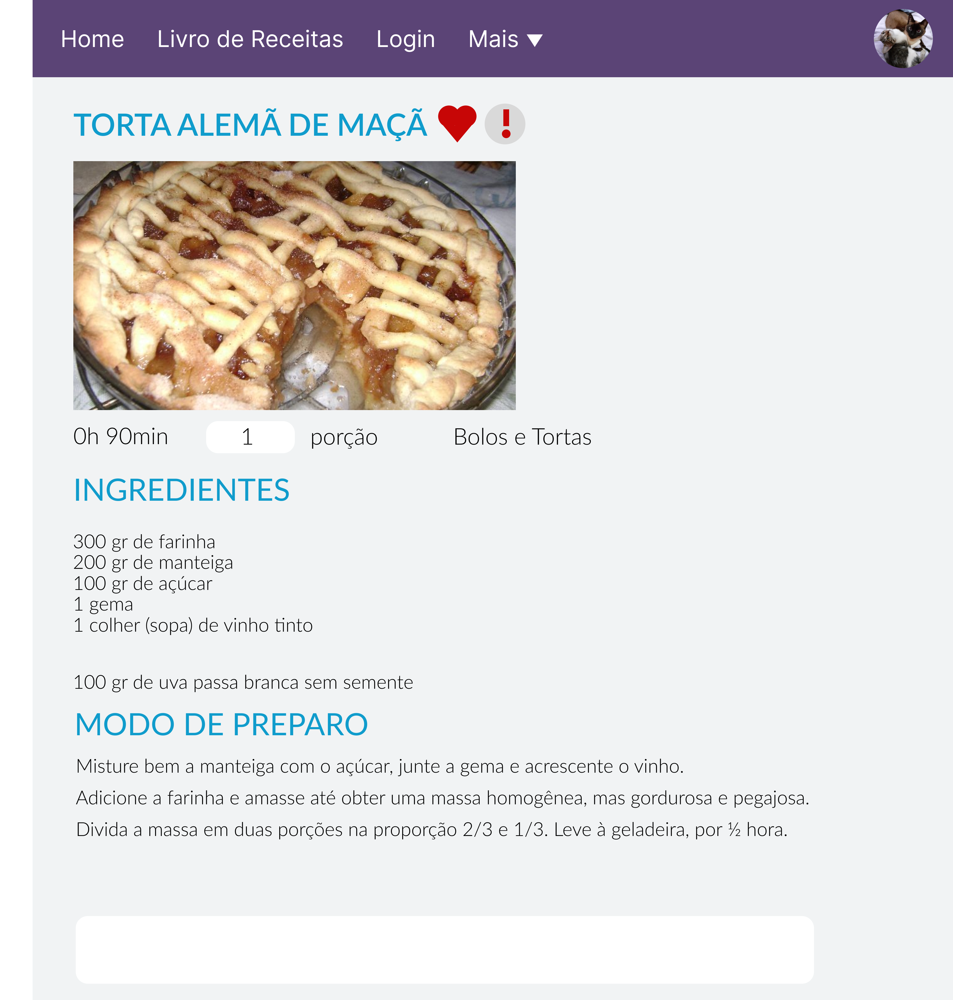 Home Livro de Receitas Login Mais ▼
TORTA ALEMÃ DE MAÇÃ !
0h 90min 1 porção Bolos e Tortas
INGREDIENTES
300 gr de farinha
200 gr de manteiga
100 gr de açúcar
1 gema
1 colher (sopa) de vinho tinto
100 gr de uva passa branca sem semente
MODO DE PREPARO
Misture bem a manteiga com o açúcar, junte a gema e acrescente o vinho.
Adicione a farinha e amasse até obter uma massa homogênea, mas gordurosa e pegajosa.
Divida a massa em duas porções na proporção 2/3 e 1/3. Leve à geladeira, por ½ hora.